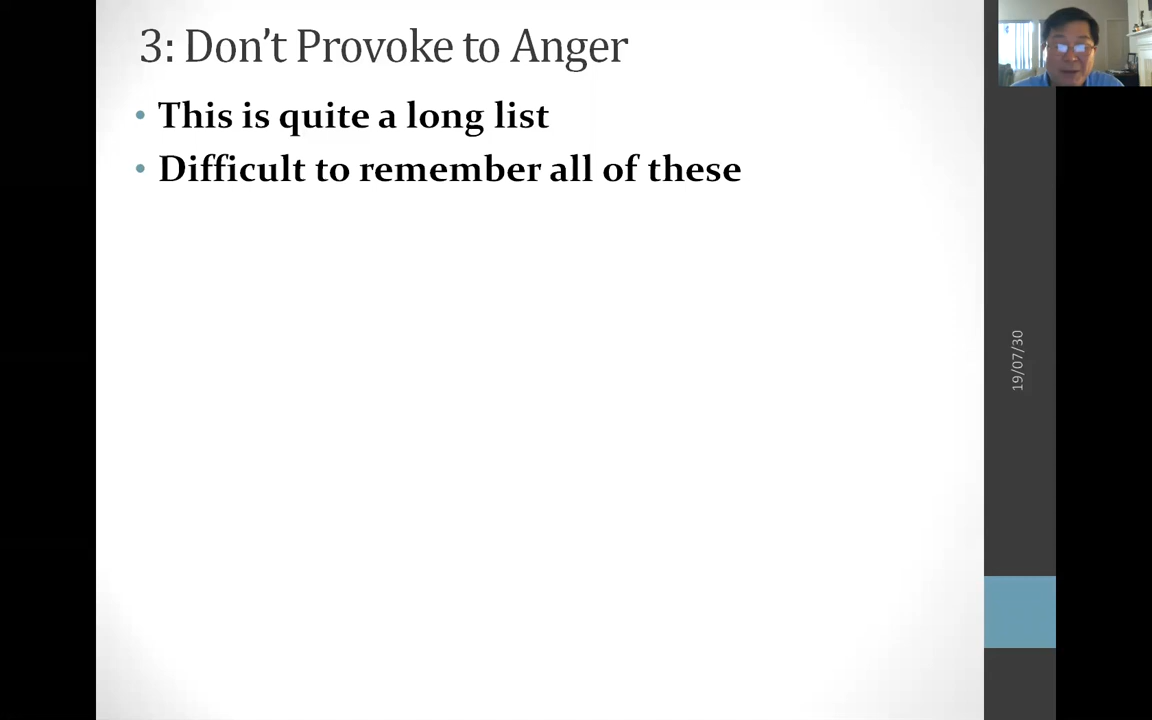 3: Don’t Provoke to Anger
• This is quite a long list
• Difficult to remember all of these
19/07/30